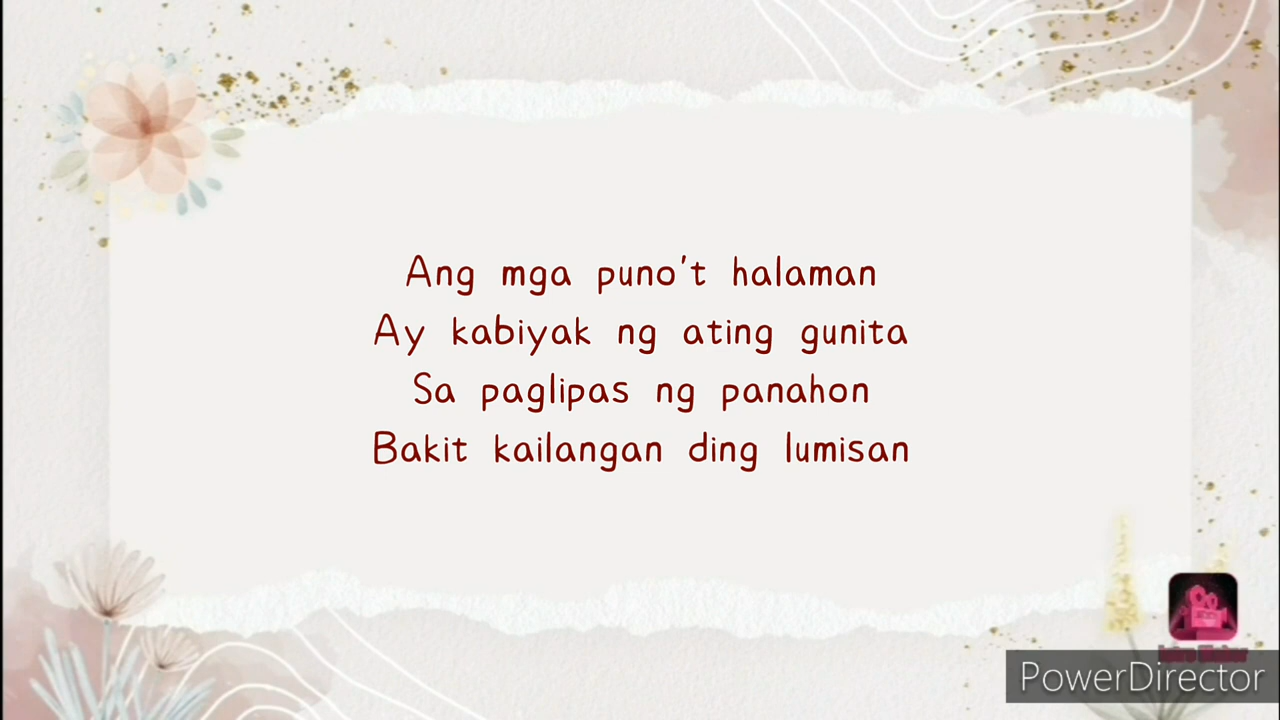 Ang mga puno't halaman
Ay kabiyak ng ating gunita
Sa paglipas ng panahon
Bakit kailangan ding lumisan
PowerDirector